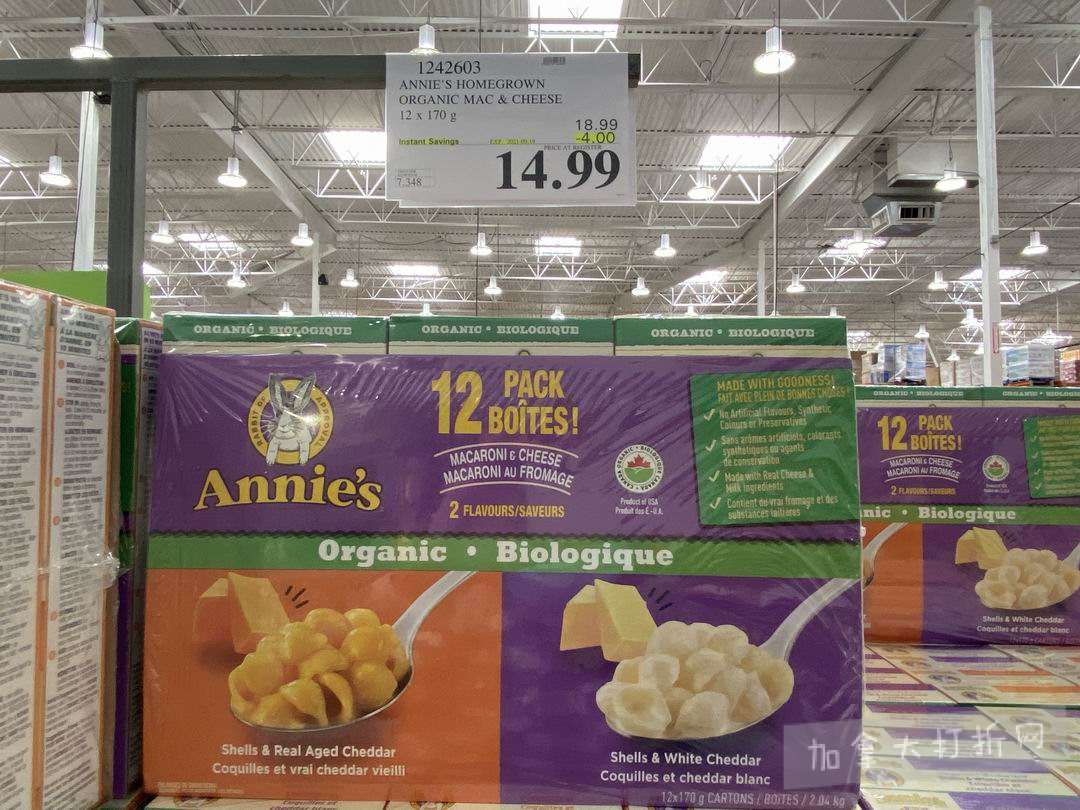 1242603
ANNIE'S HOMEGROWN
ORGANIC MAC & CHEESE
12 x 170 g
18.99
Instant Savings
-4.00
PRICE AT REGISTER
14.99
7.348
ORGANIC • BIOLOGIQUE
ORGANIC • BIOLOGIQUE
ORGANIC • BIOLOGIQUE
RABBIT OF APPROVAL
Annie's
12 PACK
BOÎTES!
MACARONI & CHEESE
MACARONI AU FROMAGE
2 FLAVOURS/SAVEURS
Product of USA
Produit des É.-U.A.
MADE WITH GOODNESS!
FAIT AVEC PLEIN DE BONNES CHOSES!
No Artificial Flavours, Synthetic
Colours or Preservatives
Sans arômes artificiels, colorants
synthétiques ou agents
de conservation
Made with Real Cheese &
Milk Ingredients
Contient du vrai fromage et des
substances laitières
Organic • Biologique
Shells & Real Aged Cheddar
Coquilles et vrai cheddar vieilli
Shells & White Cheddar
Coquilles et cheddar blanc
12x170 g CARTONS / BOÎTES / 2.04 kg
12 PACK
BOÎTES!
MACARONI & CHEESE
MACARONI AU FROMAGE
2 FLAVOURS/SAVEURS
nic • Biologique
Shells & White Cheddar
Coquilles et cheddar blanc
加拿大打折网